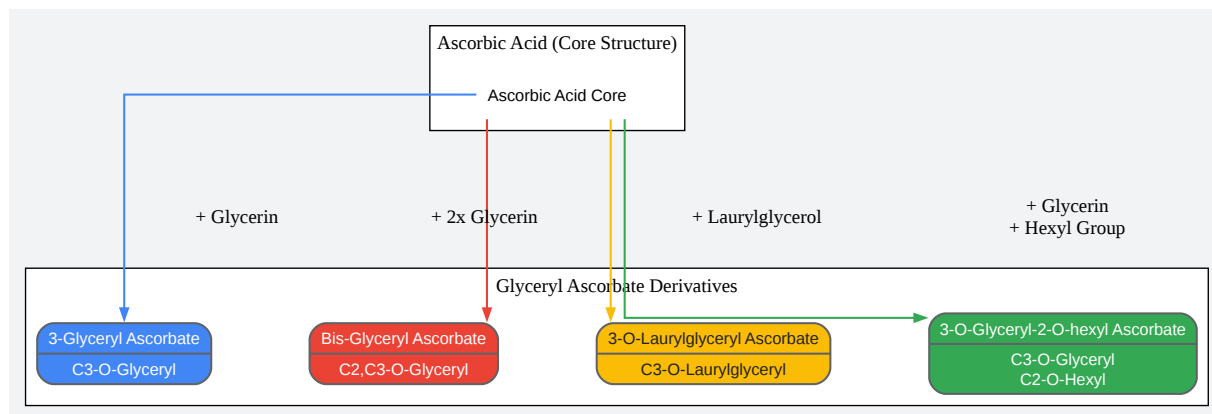 Ascorbic Acid (Core Structure)
Ascorbic Acid Core
+ Glycerin
+ 2x Glycerin
+ Laurylglycerol
+ Glycerin
+ Hexyl Group
Glyceryl Ascorbate Derivatives
3-Glyceryl Ascorbate
C3-O-Glyceryl
Bis-Glyceryl Ascorbate
C2,C3-O-Glyceryl
3-O-Laurylglyceryl Ascorbate
C3-O-Laurylglyceryl
3-O-Glyceryl-2-O-hexyl Ascorbate
C3-O-Glyceryl
C2-O-Hexyl